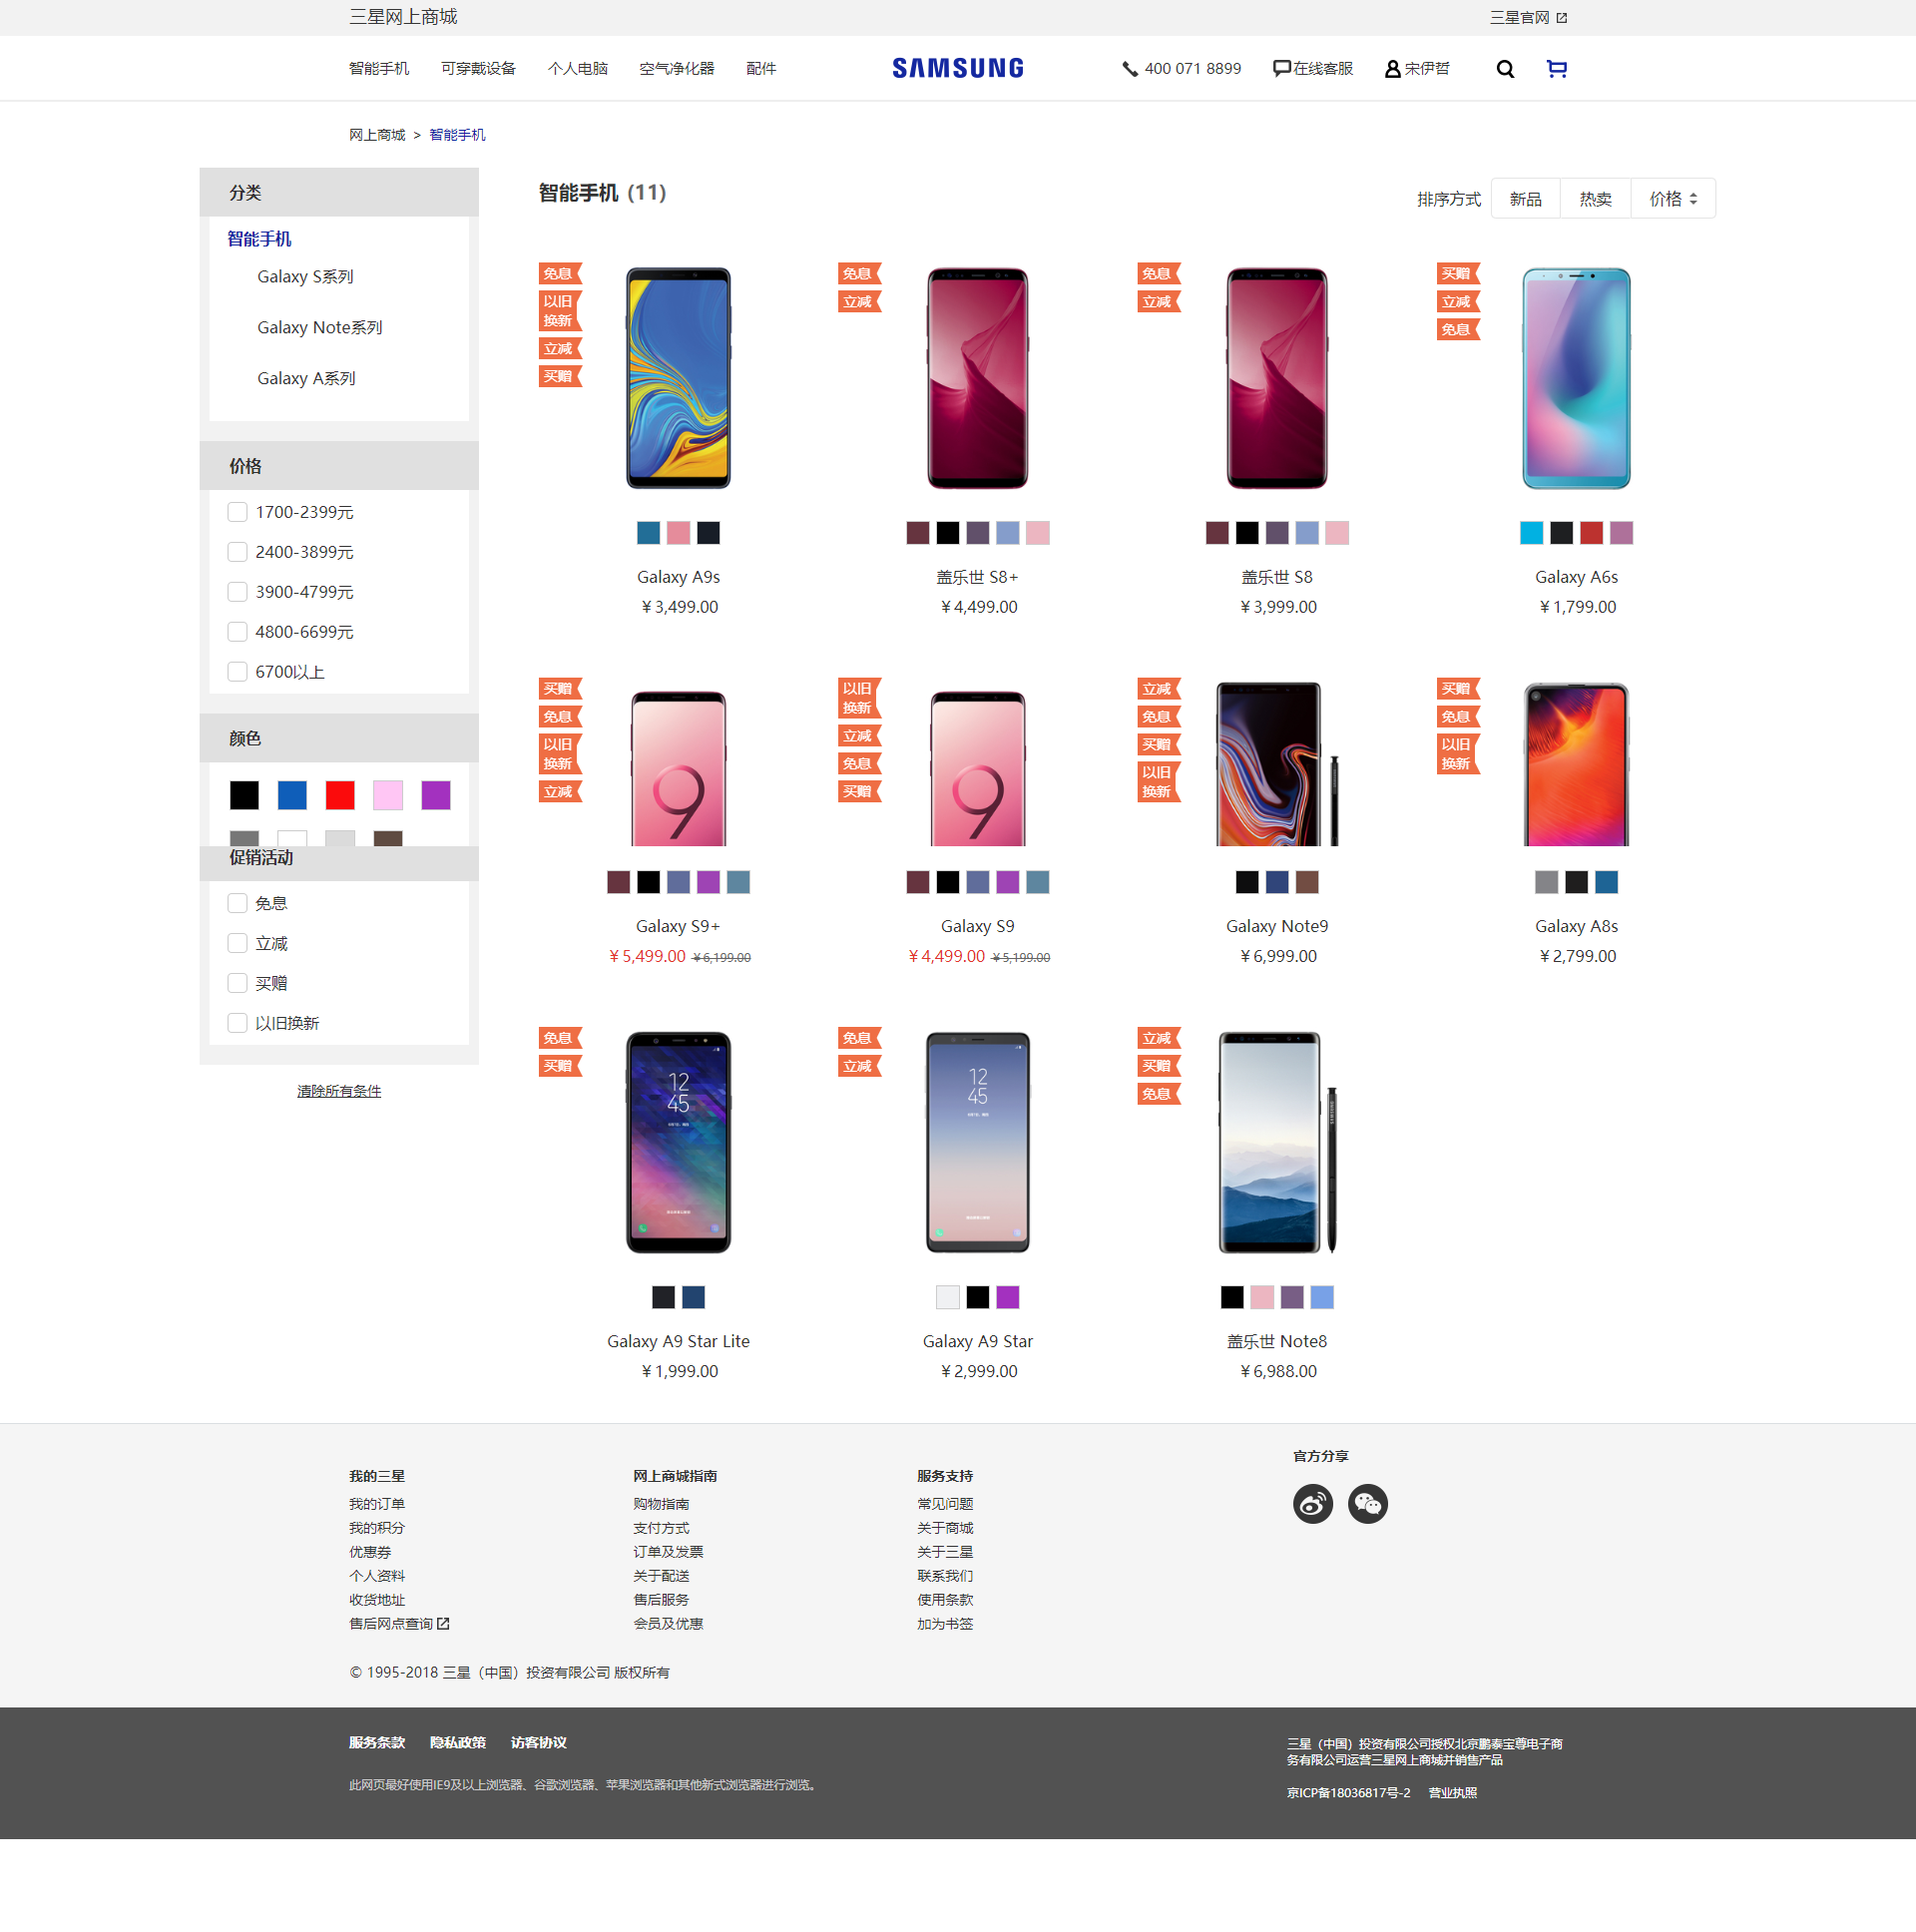 三星网上商城
三星官网
智能手机 可穿戴设备 个人电脑 空气净化器 配件 SAMSUNG 400 071 8899 在线客服 宋伊哲
网上商城 > 智能手机
分类
智能手机
Galaxy S系列
Galaxy Note系列
Galaxy A系列
价格
1700-2399元
2400-3899元
3900-4799元
4800-6699元
6700以上
颜色
促销活动
免息
立减
买赠
以旧换新
清除所有条件
智能手机 (11)
排序方式 新品 热卖 价格
免息
以旧
换新
立减
买赠
Galaxy A9s
¥ 3,499.00
免息
立减
盖乐世 S8+
¥ 4,499.00
免息
立减
盖乐世 S8
¥ 3,999.00
买赠
立减
免息
Galaxy A6s
¥ 1,799.00
买赠
免息
以旧
换新
立减
9
Galaxy S9+
¥ 5,499.00 ¥ 6,199.00
以旧
换新
立减
免息
买赠
9
Galaxy S9
¥ 4,499.00 ¥ 5,199.00
立减
免息
买赠
以旧
换新
Galaxy Note9
¥ 6,999.00
买赠
免息
以旧
换新
Galaxy A8s
¥ 2,799.00
免息
买赠
12
45
Galaxy A9 Star Lite
¥ 1,999.00
免息
立减
12
45
Galaxy A9 Star
¥ 2,999.00
立减
买赠
免息
盖乐世 Note8
¥ 6,988.00
我的三星
我的订单
我的积分
优惠券
个人资料
收货地址
售后网点查询
网上商城指南
购物指南
支付方式
订单及发票
关于配送
售后服务
会员及优惠
服务支持
常见问题
关于商城
关于三星
联系我们
使用条款
加为书签
官方分享
© 1995-2018 三星（中国）投资有限公司 版权所有
服务条款 隐私政策 访客协议
此网页最好使用IE9及以上浏览器、谷歌浏览器、苹果浏览器和其他新式浏览器进行浏览。
三星（中国）投资有限公司授权北京鹏泰宝尊电子商
务有限公司运营三星网上商城并销售产品
京ICP备18036817号-2 营业执照